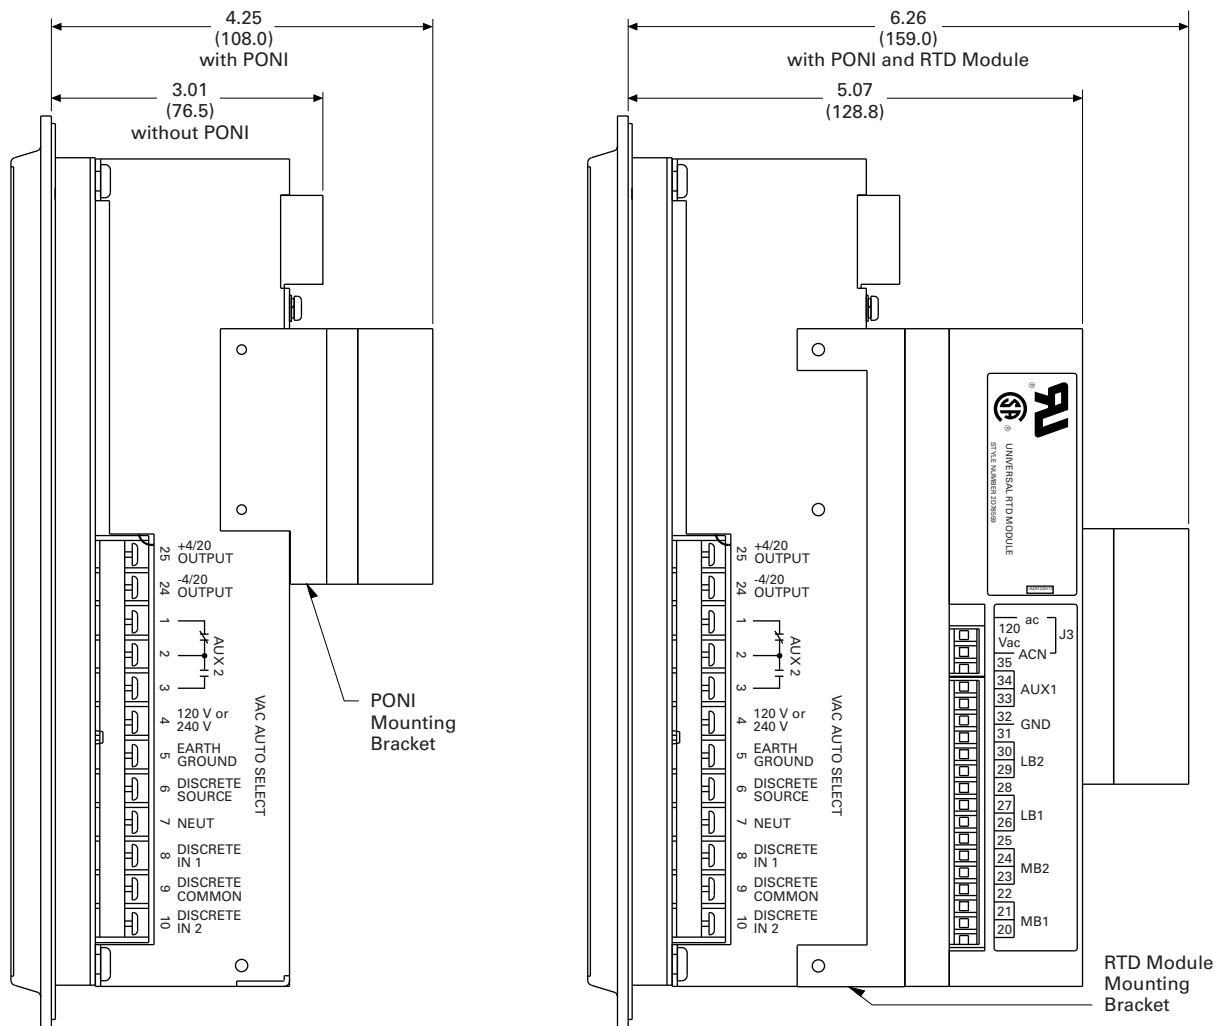 4.25
(108.0)
with PONI
3.01
(76.5)
without PONI
25 +4/20
OUTPUT
24 -4/20
OUTPUT
1
2
3
AUX 2
4 120 V or
240 V
5 EARTH
GROUND
6 DISCRETE
SOURCE
7 NEUT
8 DISCRETE
IN 1
9 DISCRETE
COMMON
10 DISCRETE
IN 2
VAC AUTO SELECT
PONI
Mounting
Bracket
6.26
(159.0)
with PONI and RTD Module
5.07
(128.8)
25 +4/20
OUTPUT
24 -4/20
OUTPUT
1
2
3
AUX 2
4 120 V or
240 V
5 EARTH
GROUND
6 DISCRETE
SOURCE
7 NEUT
8 DISCRETE
IN 1
9 DISCRETE
COMMON
10 DISCRETE
IN 2
VAC AUTO SELECT
®
SA
®
UNIVERSAL RTD MODULE
STYLE NUMBER 2D78559
ac
120
Vac
J3
ACN
35
34
AUX1
33
32
GND
31
30
LB2
29
28
27
LB1
26
25
24
MB2
23
22
21
MB1
20
RTD Module
Mounting
Bracket